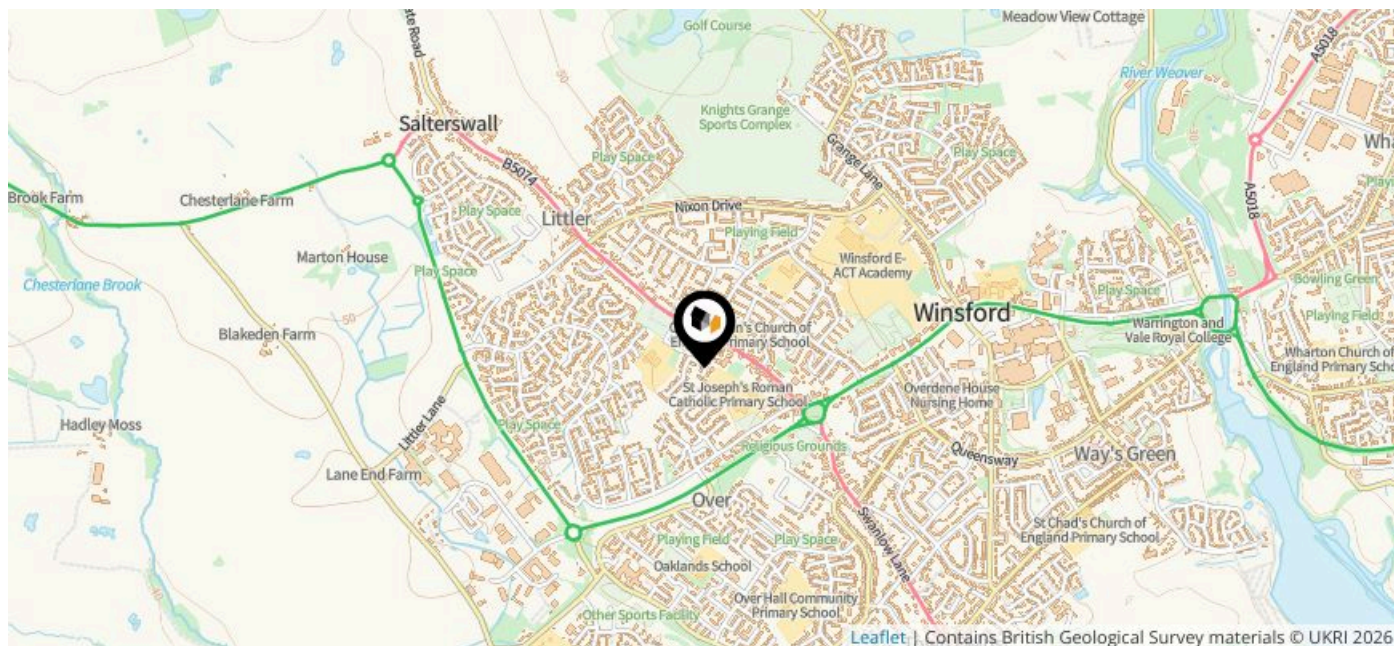 Golf Course
Meadow View Cottage
A5018
River Weaver
Knights Grange
Sports Complex
Salterswall
Play Space
B5074
Grange Lane
Play Space
Brook Farm
Chesterlane Farm
Play Space
Littler
Nixon Drive
Playing Field
A5018
Marton House
Play Space
Winsford E-
ACT Academy
Chesterlane Brook
Bowling Green
Play Space
Winsford
Playing Field
Blakeden Farm
Church of
Primary School
Warrington and
Vale Royal College
Wharton Church of
England Primary
St Joseph's Roman
Catholic Primary School
Overdene House
Nursing Home
Hadley Moss
Littler Lane
Play Space
Religious Grounds
Queensway
Way's Green
Lane End Farm
Over
Swanlow Lane
St Chad's Church of
England Primary School
Playing Field
Play Space
Oaklands School
Over Hall Community
Primary School
Other Sports Facility
Leaflet | Contains British Geological Survey materials © UKRI 2026